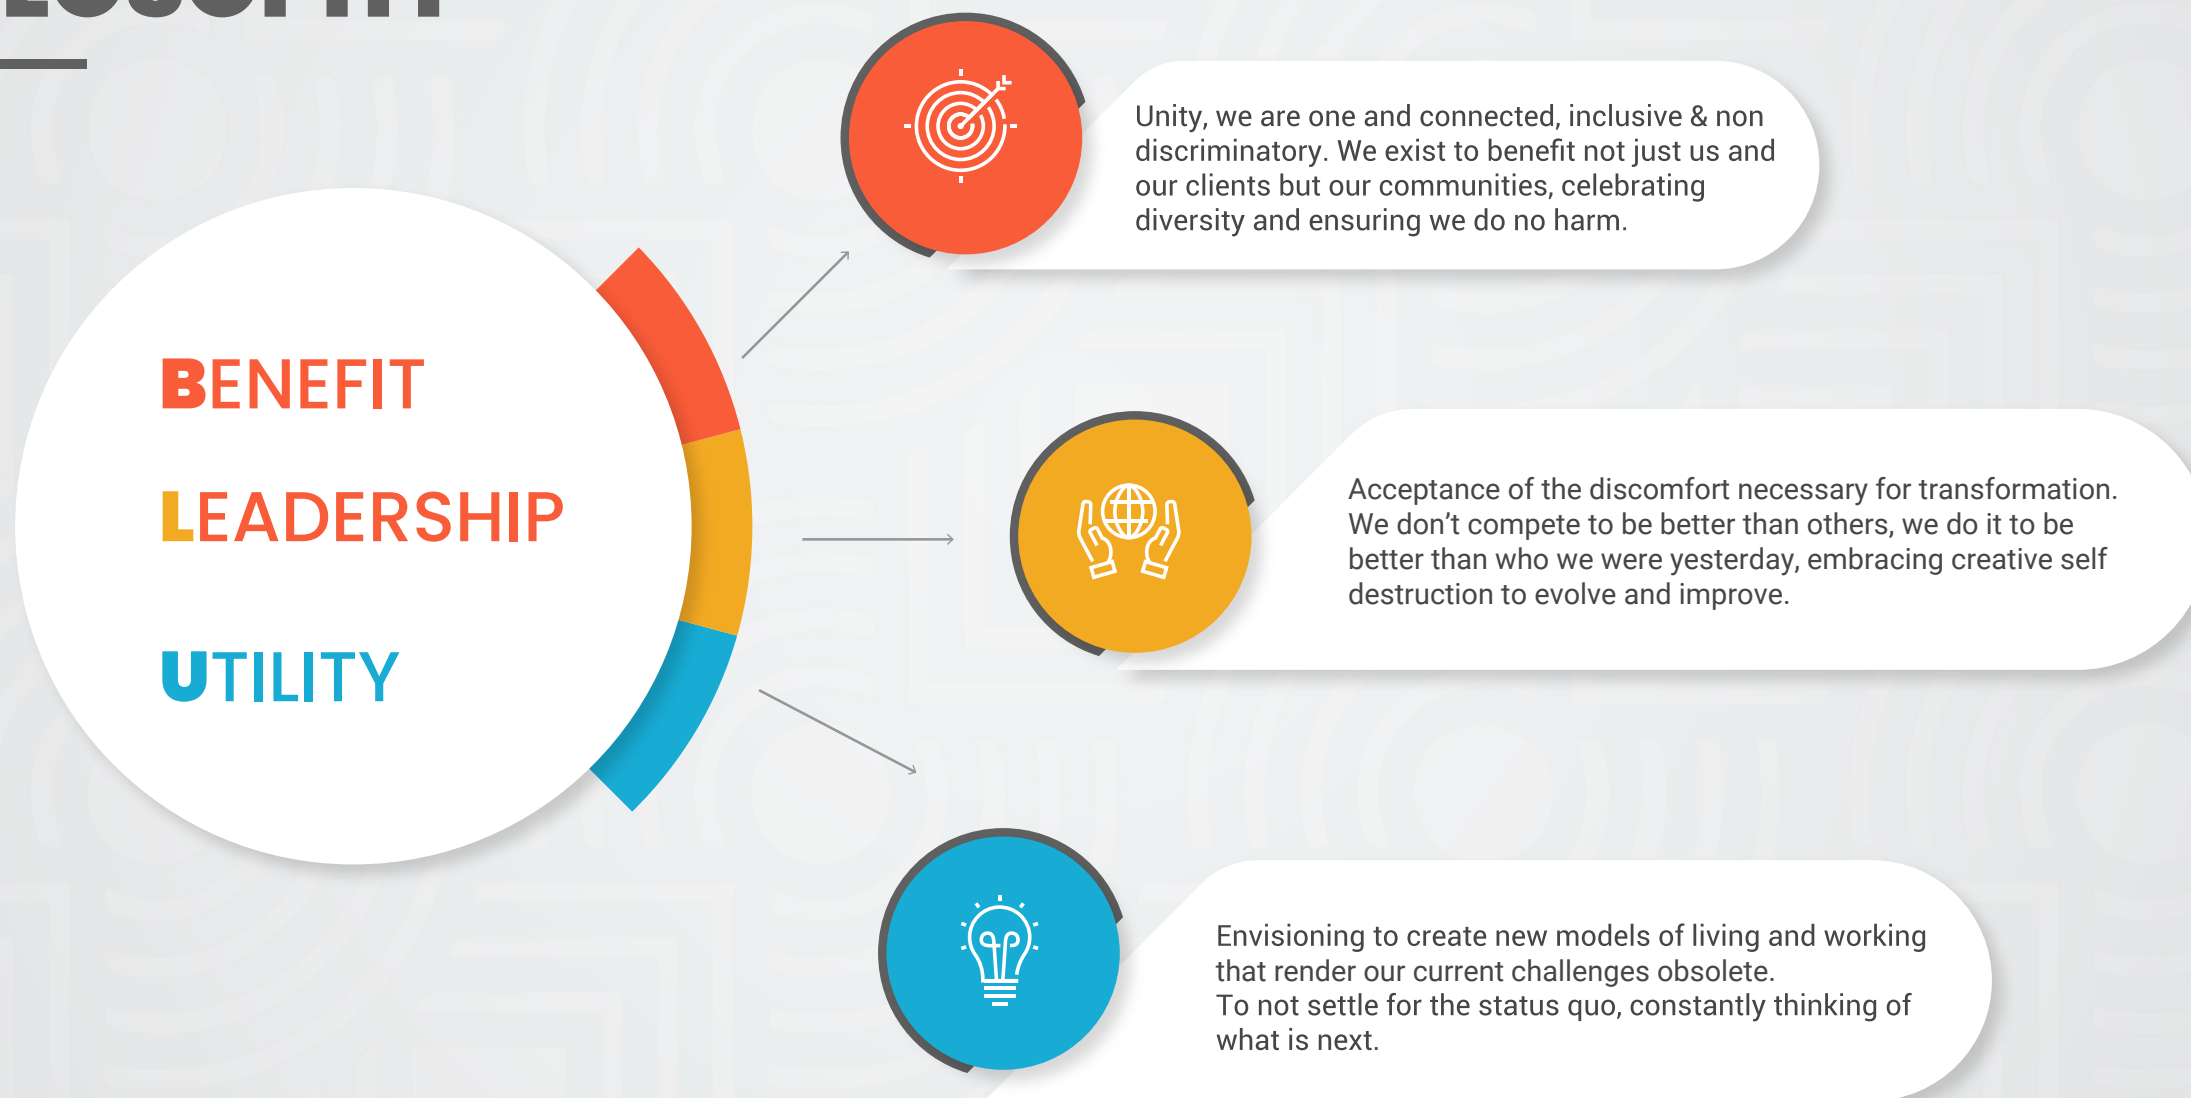 BENEFIT
LEADERSHIP
UTILITY
Unity, we are one and connected, inclusive & non
discriminatory. We exist to benefit not just us and
our clients but our communities, celebrating
diversity and ensuring we do no harm.
Acceptance of the discomfort necessary for transformation.
We don't compete to be better than others, we do it to be
better than who we were yesterday, embracing creative self
destruction to evolve and improve.
Envisioning to create new models of living and working
that render our current challenges obsolete.
To not settle for the status quo, constantly thinking of
what is next.